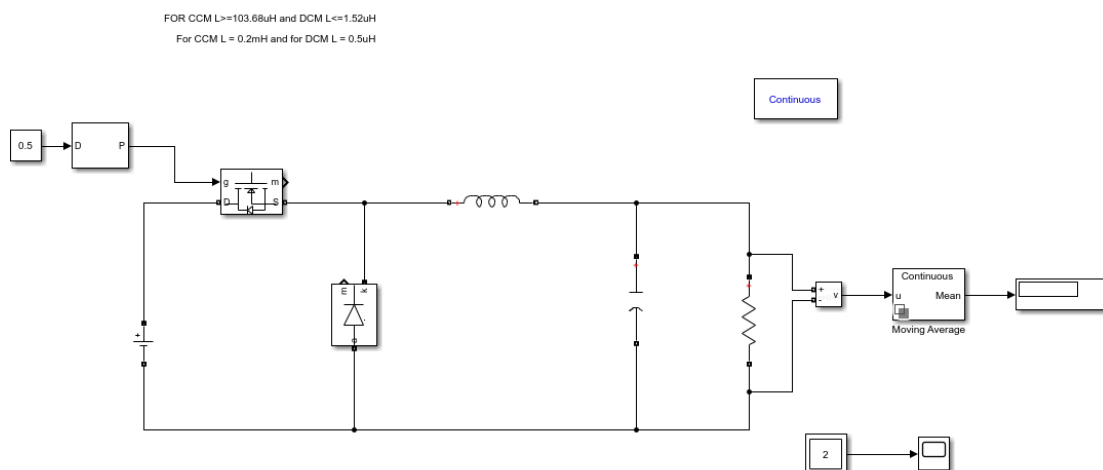 FOR CCM L>=103.68uH and DCM L<=1.52uH
For CCM L = 0.2mH and for DCM L = 0.5uH
Continuous
0.5
D P
g m
D S
+
m k
a
+
-
v
Continuous
u Mean
Moving Average
2